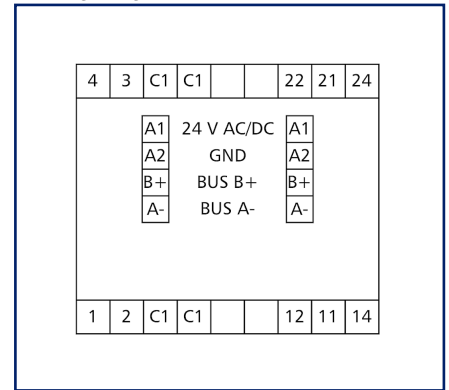 4 3 C1 C1 22 21 24
A1 24 V AC/DC A1
A2 GND A2
B+ BUS B+ B+
A- BUS A- A-
1 2 C1 C1 12 11 14